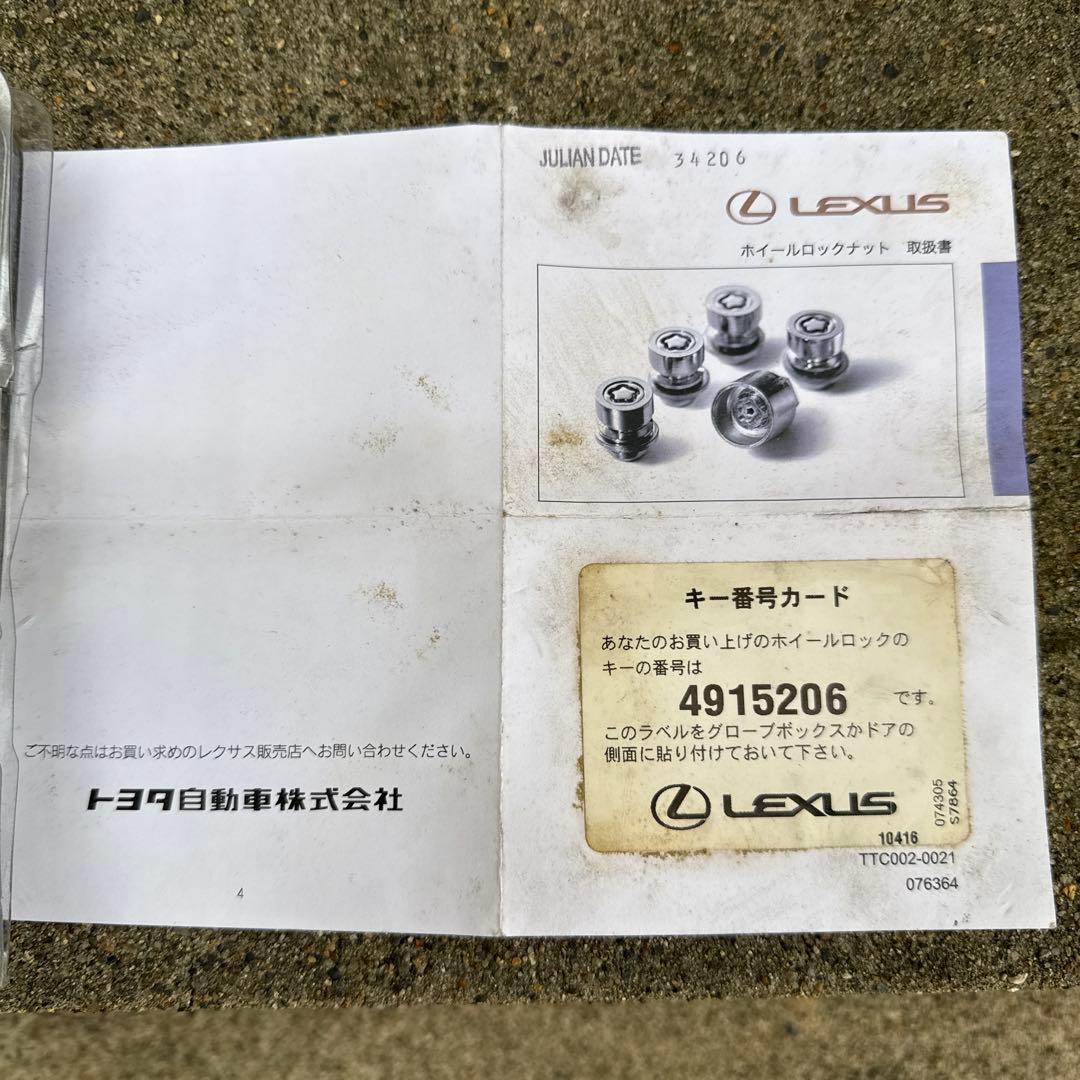 ご不明な点はお買い求めのレクサス販売店へお問い合わせください。
トヨタ自動車株式会社
4
JULIAN DATE 34206
LEXUS
ホイールロックナット 取扱書
キー番号カード
あなたのお買い上げのホイールロックの
キーの番号は
4915206 です。
このラベルをグローブボックスかドアの
側面に貼り付けておいて下さい。
LEXUS
074305
S7864
10416
TTC002-0021
076364